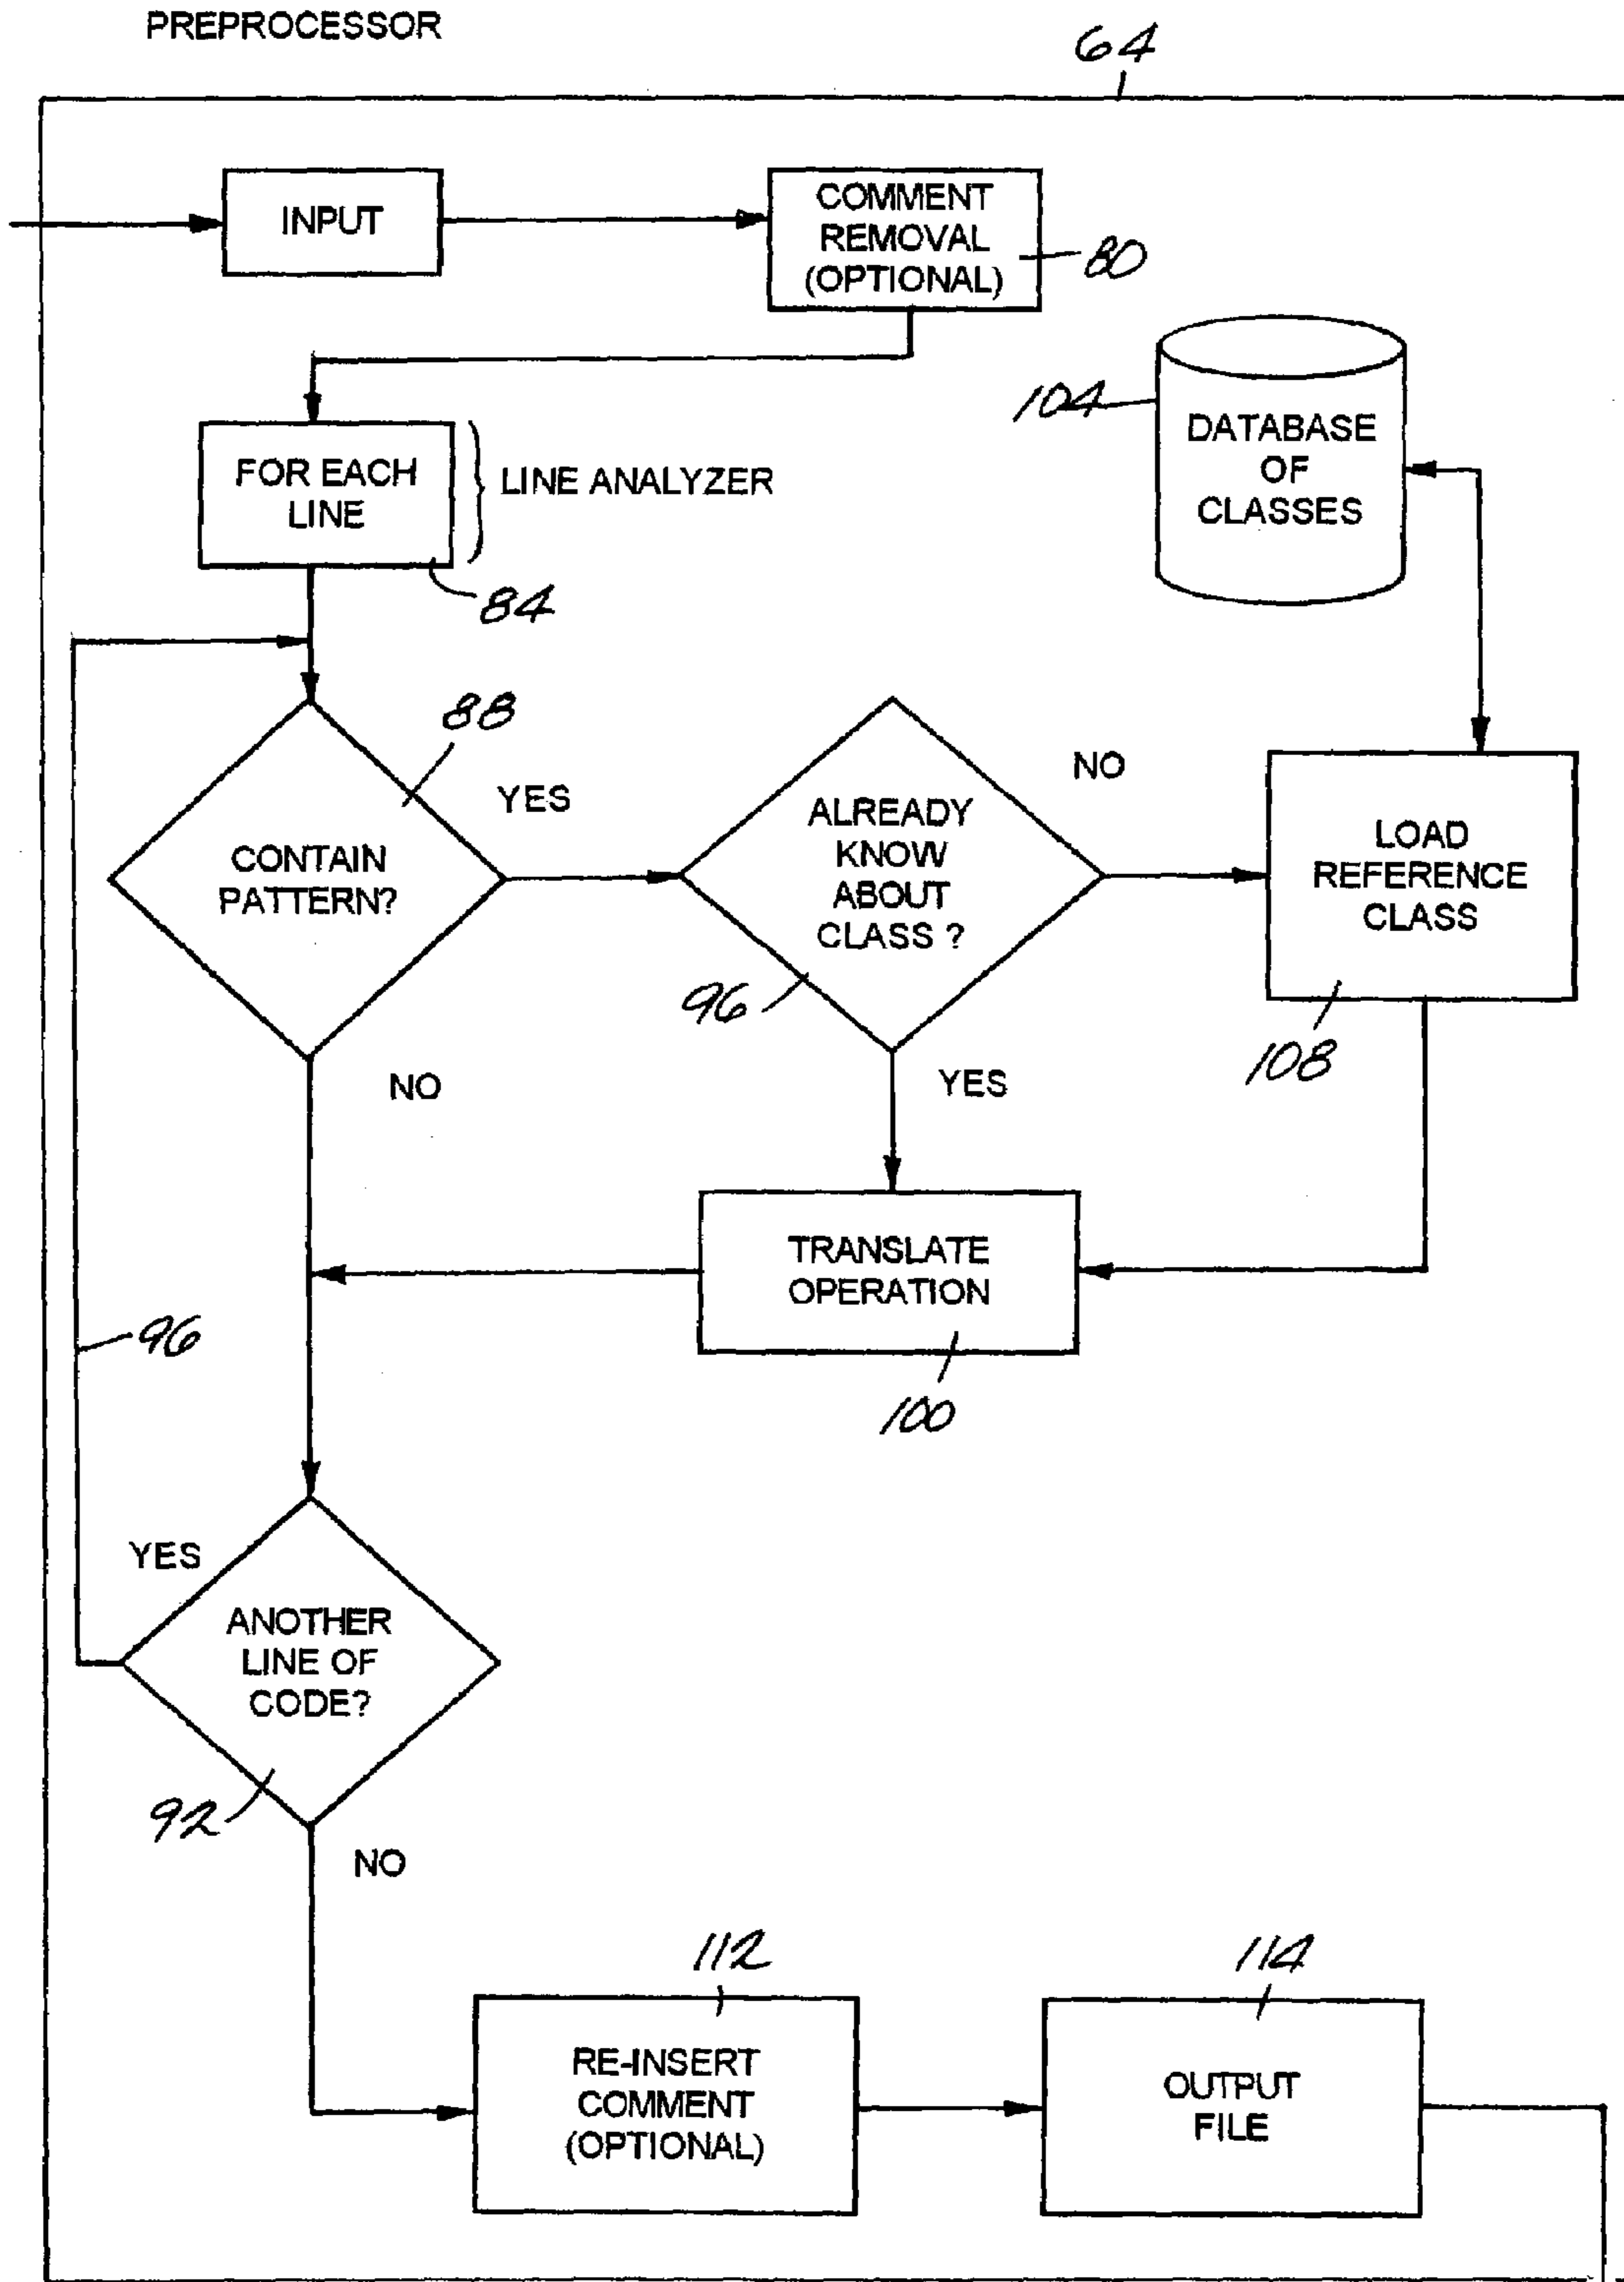 PREPROCESSOR
64
INPUT
COMMENT
REMOVAL
(OPTIONAL)
80
104
DATABASE
OF
CLASSES
FOR EACH
LINE
LINE ANALYZER
84
88
YES
CONTAIN
PATTERN?
NO
ALREADY
KNOW
ABOUT
CLASS ?
96
NO
YES
LOAD
REFERENCE
CLASS
108
TRANSLATE
OPERATION
100
96
YES
ANOTHER
LINE OF
CODE?
92
NO
112
RE-INSERT
COMMENT
(OPTIONAL)
114
OUTPUT
FILE